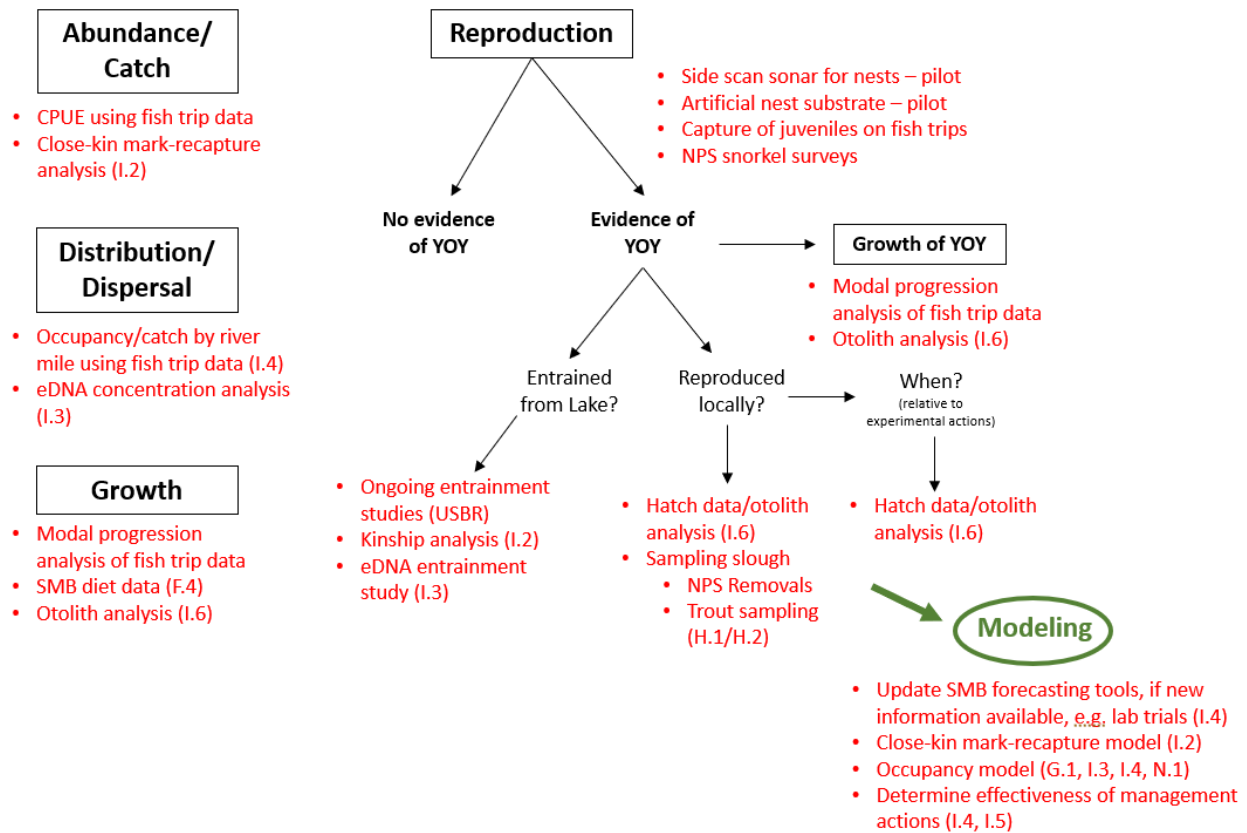 Abundance/
Catch
• CPUE using fish trip data
• Close-kin mark-recapture
analysis (I.2)
Distribution/
Dispersal
• Occupancy/catch by river
mile using fish trip data (I.4)
• eDNA concentration analysis
(I.3)
Growth
• Modal progression
analysis of fish trip data
• SMB diet data (F.4)
• Otolith analysis (I.6)
Reproduction
• Side scan sonar for nests – pilot
• Artificial nest substrate – pilot
• Capture of juveniles on fish trips
• NPS snorkel surveys
No evidence
of YOY
Evidence of
YOY
Growth of YOY
• Modal progression
analysis of fish trip data
• Otolith analysis (I.6)
Entrained
from Lake?
Reproduced
locally?
When?
(relative to
experimental actions)
• Ongoing entrainment
studies (USBR)
• Kinship analysis (I.2)
• eDNA entrainment
study (I.3)
• Hatch data/otolith
analysis (I.6)
• Sampling slough
• NPS Removals
• Trout sampling
(H.1/H.2)
• Hatch data/otolith
analysis (I.6)
Modeling
• Update SMB forecasting tools, if new
information available, e.g. lab trials (I.4)
• Close-kin mark-recapture model (I.2)
• Occupancy model (G.1, I.3, I.4, N.1)
• Determine effectiveness of management
actions (I.4, I.5)